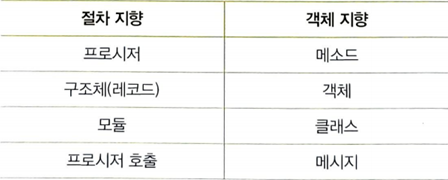 절차 지향 객체 지향
프로시저 메소드
구조체(레코드) 객체
모듈 클래스
프로시저 호출 메시지